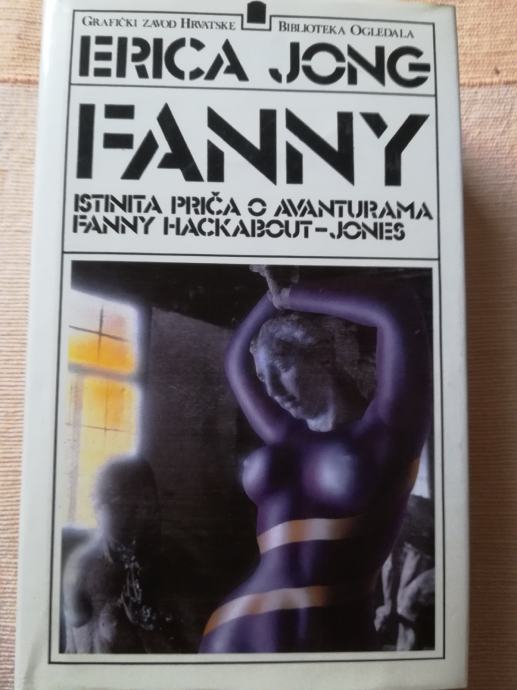 GRAFIČKI ZAVOD HRVATSKE BIBLIOTEKA OGLEDALA
ERICA JONG
FANNY
ISTINITA PRIČA O AVANTURAMA
FANNY HACKABOUT-JONES